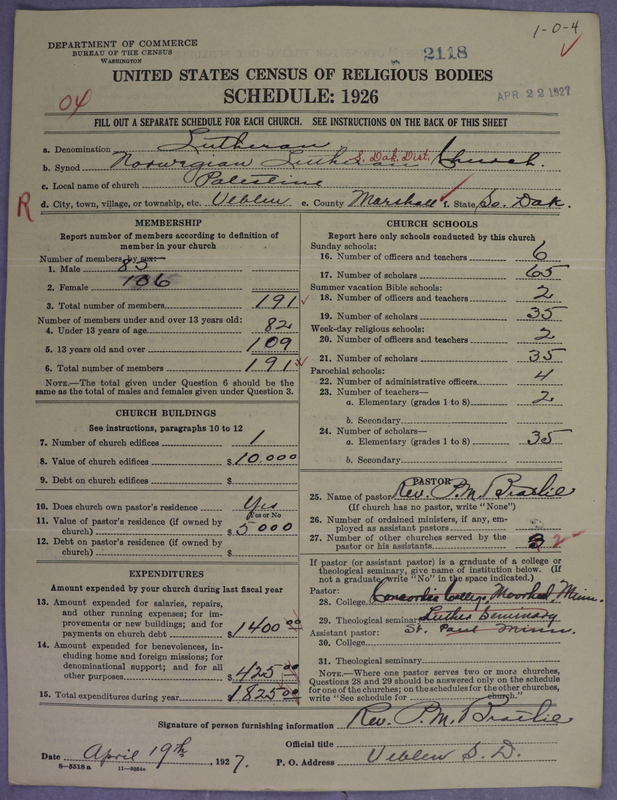 1-0-4
DEPARTMENT OF COMMERCE
BUREAU OF THE CENSUS
WASHINGTON
2118
UNITED STATES CENSUS OF RELIGIOUS BODIES
SCHEDULE: 1926
APR 22 1927
04
FILL OUT A SEPARATE SCHEDULE FOR EACH CHURCH. SEE INSTRUCTIONS ON THE BACK OF THIS SHEET
a. Denomination Lutheran
b. Synod Norwegian Lutheran S. Dak. Dist. Church.
c. Local name of church Palestine
R
d. City, town, village, or township, etc. Veblen e. County Marshall f. State So. Dak.
MEMBERSHIP
Report number of members according to definition of
member in your church
Number of members by sex:
1. Male 85
2. Female 106
3. Total number of members 191
Number of members under and over 13 years old:
4. Under 13 years of age 82
5. 13 years old and over 109
6. Total number of members 191
NOTE.—The total given under Question 6 should be the
same as the total of males and females given under Question 3.
CHURCH BUILDINGS
See instructions, paragraphs 10 to 12
7. Number of church edifices 1
8. Value of church edifices $10,000
9. Debt on church edifices $
10. Does church own pastor's residence? Yes
(Yes or No
11. Value of pastor's residence (if owned by
church) $5000
12. Debt on pastor's residence (if owned by
church) $
EXPENDITURES
Amount expended by your church during last fiscal year
13. Amount expended for salaries, repairs,
and other running expenses; for im-
provements or new buildings; and for
payments on church debt $1400 00
14. Amount expended for benevolences, in-
cluding home and foreign missions; for
denominational support; and for all
other purposes $425 00
15. Total expenditures during year $1825 00
CHURCH SCHOOLS
Report here only schools conducted by this church
Sunday schools:
16. Number of officers and teachers 6
17. Number of scholars 65
Summer vacation Bible schools:
18. Number of officers and teachers 2
19. Number of scholars 35
Week-day religious schools:
20. Number of officers and teachers 2
21. Number of scholars 35
Parochial schools:
22. Number of administrative officers 4
23. Number of teachers—
a. Elementary (grades 1 to 8) 2
b. Secondary
24. Number of scholars—
a. Elementary (grades 1 to 8) 35
b. Secondary
PASTOR
25. Name of pastor Rev. P. M.
(If church has no pastor, write "None")
26. Number of ordained ministers, if any, em-
ployed as assistant pastors
27. Number of other churches served by the
pastor or his assistants 3 2
If pastor (or assistant pastor) is a graduate of a college or
theological seminary, give name of institution below. (If
not a graduate write "No" in the space indicated.)
Pastor:
28. College Concordia College, Moorhead, Minn.
29. Theological seminary Luther Seminary
Assistant pastor: St. Paul Minn.
30. College
31. Theological seminary
NOTE.—Where one pastor serves two or more churches,
Questions 28 and 29 should be answered only on the schedule
for one of the churches; on the schedules for the other churches,
write "See schedule for church."
Signature of person furnishing information Rev. P. M.
Official title
Date April 19th, 1927. P. O. Address Veblen S. D.
8-5518 a